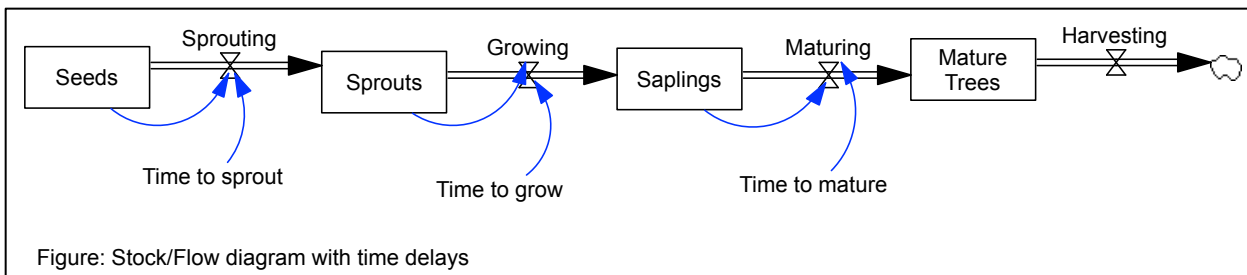 Sprouting
Growing
Maturing
Harvesting
Seeds
Sprouts
Saplings
Mature
Trees
Time to sprout
Time to grow
Time to mature
Figure: Stock/Flow diagram with time delays